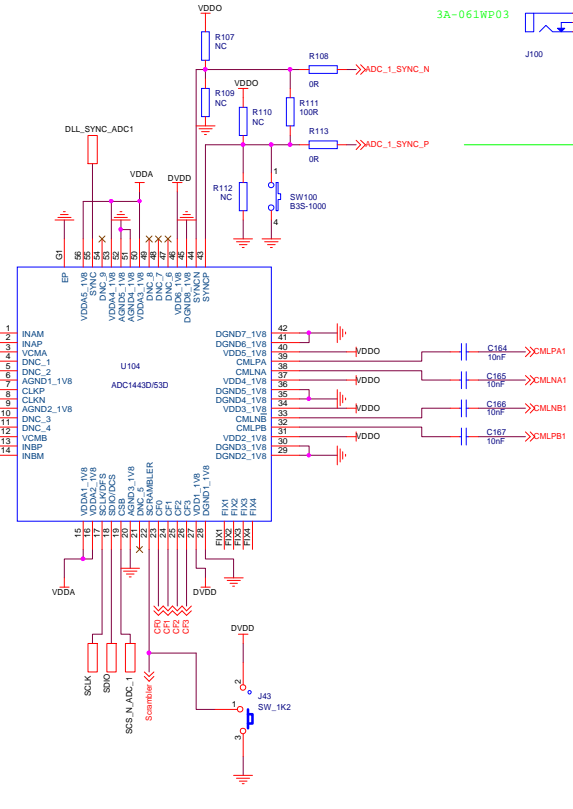 VDDO
3A-061WP03
R107
NC
J100
R108
0R
ADC_1_SYNC_N
VDDO
R109
NC
R110
NC
R111
100R
DLL_SYNC_ADC1
R113
0R
ADC_1_SYNC_P
VDDA
DVDD
R112
NC
1
SW100
B3S-1000
4
G1
56
55
54
53
52
51
50
49
48
47
46
45
44
43
EP
VDDA5_1V8
SYNC
DNC_9
VDDA4_1V8
AGND5_1V8
AGND4_1V8
VDDA3_1V8
DNC_8
DNC_7
DNC_6
VDD6_1V8
DGND8_1V8
SYNCN
SYNCP
1 INAM
2 INAP
3 VCMA
4 DNC_1
5 DNC_2
6 AGND1_1V8
7 CLKP
8 CLKN
9 AGND2_1V8
10 DNC_3
11 DNC_4
12 VCMB
13 INBP
14 INBM
U104
ADC1443D/53D
DGND7_1V8 42
DGND6_1V8 41
VDD5_1V8 40 VDDO
CMLPA 39
CMLNA 38
VDD4_1V8 37 VDDO
DGND5_1V8 36
DGND4_1V8 35
VDD3_1V8 34 VDDO
CMLNB 33
CMLPB 32
VDD2_1V8 31 VDDO
DGND3_1V8 30
DGND2_1V8 29
C164
10nF
CMLPA1
C165
10nF
CMLNA1
C166
10nF
CMLNB1
C167
10nF
CMLPB1
VDDA1_1V8
VDDA2_1V8
SCLK/DFS
SDIO/DCS
CSB
AGND3_1V8
DNC_5
SCRAMBLER
CF0
CF1
CF2
CF3
VDD1_1V8
DGND1_1V8
FIX1
FIX2
FIX3
FIX4
15
16
17
18
19
20
21
22
23
24
25
26
27
28
FIX1
FIX2
FIX3
FIX4
VDDA
DVDD
CF0
CF1
CF2
CF3
DVDD
SCLK
SDIO
SCS_N_ADC_1
Scrambler
2
1
3
J43
SW_1K2